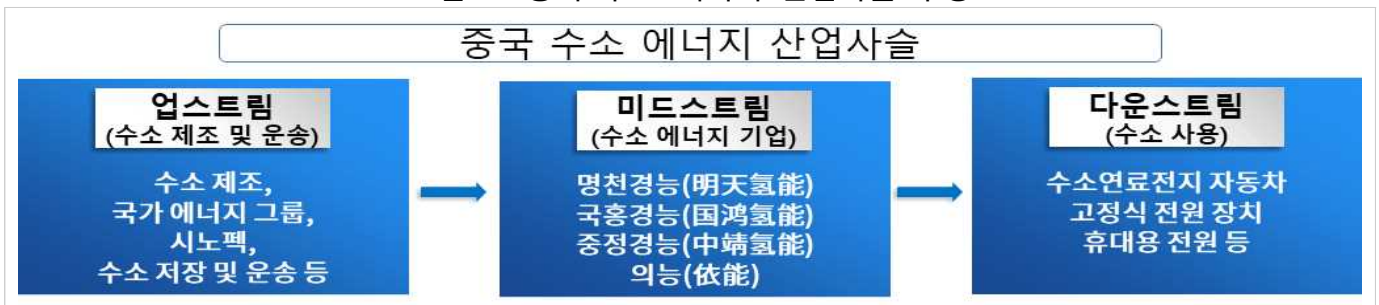 중국 수소 에너지 산업사슬
업스트림
(수소 제조 및 운송)
수소 제조,
국가 에너지 그룹,
시노펙,
수소 저장 및 운송 등
미드스트림
(수소 에너지 기업)
명천경능(明天氢能)
국홍경능(国鸿氢能)
중정경능(中靖氢能)
의능(依能)
다운스트림
(수소 사용)
수소연료전지 자동차
고정식 전원 장치
휴대용 전원 등